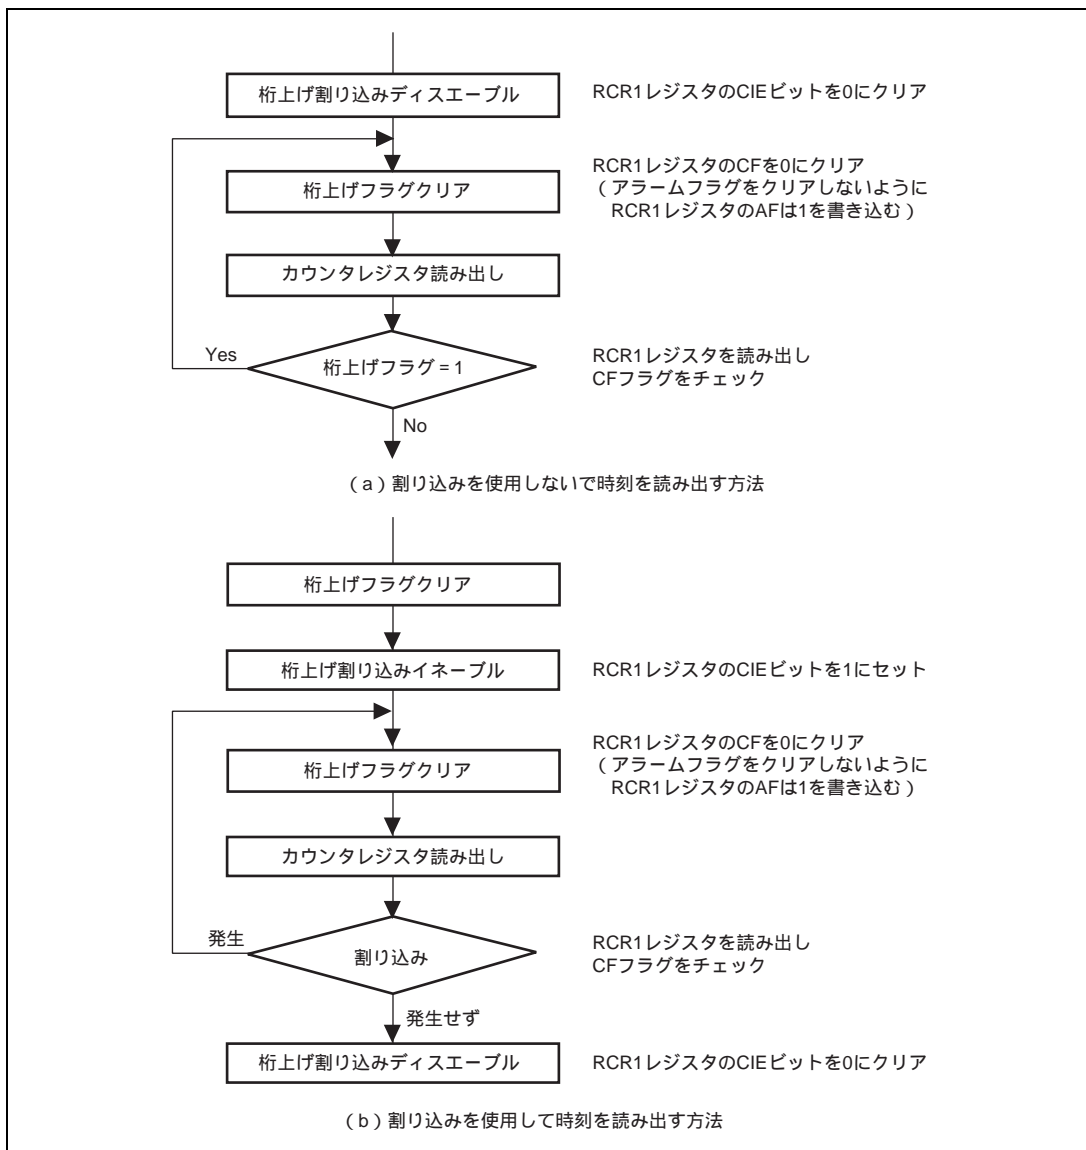 桁上げ割り込みディスエーブル
RCR1レジスタのCIEビットを0にクリア
桁上げフラグクリア
RCR1レジスタのCFを0にクリア
（アラームフラグをクリアしないように
RCR1レジスタのAFは1を書き込む）
カウンタレジスタ読み出し
Yes
桁上げフラグ = 1
RCR1レジスタを読み出し
CFフラグをチェック
No
（a）割り込みを使用しないで時刻を読み出す方法
桁上げフラグクリア
桁上げ割り込みイネーブル
RCR1レジスタのCIEビットを1にセット
桁上げフラグクリア
RCR1レジスタのCFを0にクリア
（アラームフラグをクリアしないように
RCR1レジスタのAFは1を書き込む）
カウンタレジスタ読み出し
発生
割り込み
RCR1レジスタを読み出し
CFフラグをチェック
発生せず
桁上げ割り込みディスエーブル
RCR1レジスタのCIEビットを0にクリア
（b）割り込みを使用して時刻を読み出す方法